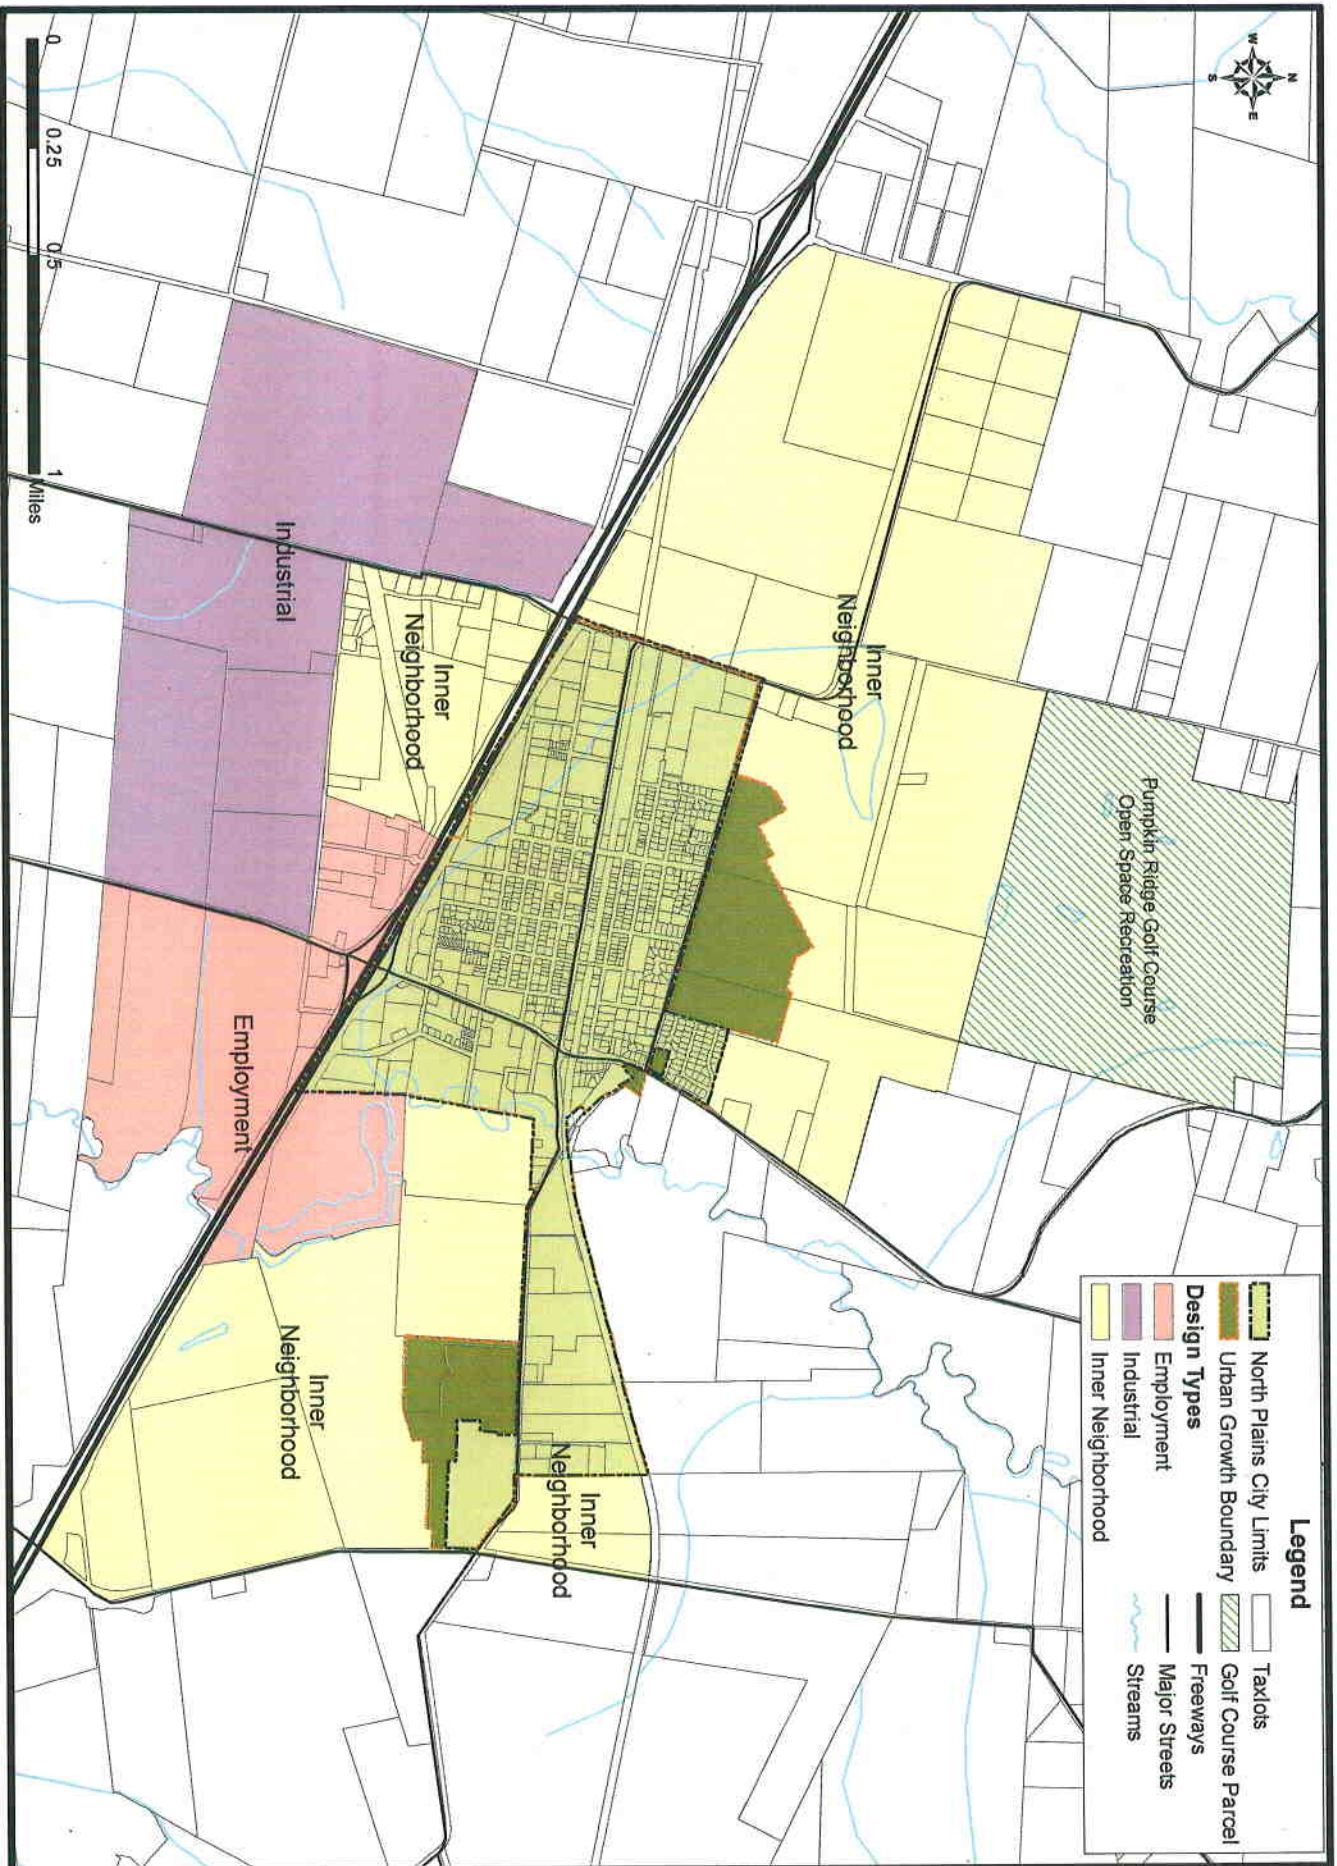 N
W
E
S
Pumpkin Ridge Golf Course
Open Space Recreation
Inner
Neighborhood
Inner
Neighborhood
Industrial
Employment
Inner
Neighborhood
Inner
Neighborhood
0
0.25
0.5
1
Miles
Legend
North Plains City Limits
Urban Growth Boundary
Design Types
Employment
Industrial
Inner Neighborhood
Taxlots
Golf Course Parcel
Freeways
Major Streets
Streams